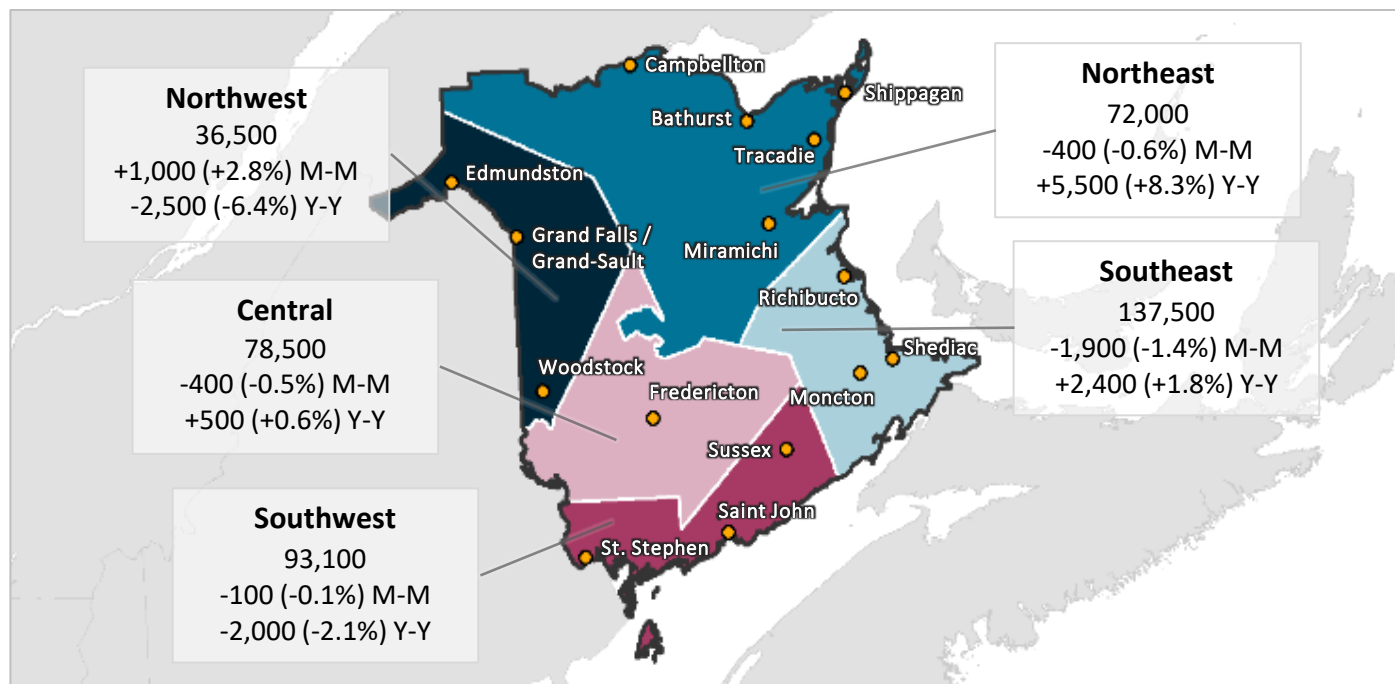 Northwest
36,500
+1,000 (+2.8%) M-M
-2,500 (-6.4%) Y-Y
Central
78,500
-400 (-0.5%) M-M
+500 (+0.6%) Y-Y
Southwest
93,100
-100 (-0.1%) M-M
-2,000 (-2.1%) Y-Y
Northeast
72,000
-400 (-0.6%) M-M
+5,500 (+8.3%) Y-Y
Southeast
137,500
-1,900 (-1.4%) M-M
+2,400 (+1.8%) Y-Y
Campbellton
Shippagan
Bathurst
Tracadie
Edmundston
Miramichi
Grand Falls /
Grand-Sault
Richibucto
Shediac
Woodstock
Moncton
Fredericton
Sussex
Saint John
St. Stephen